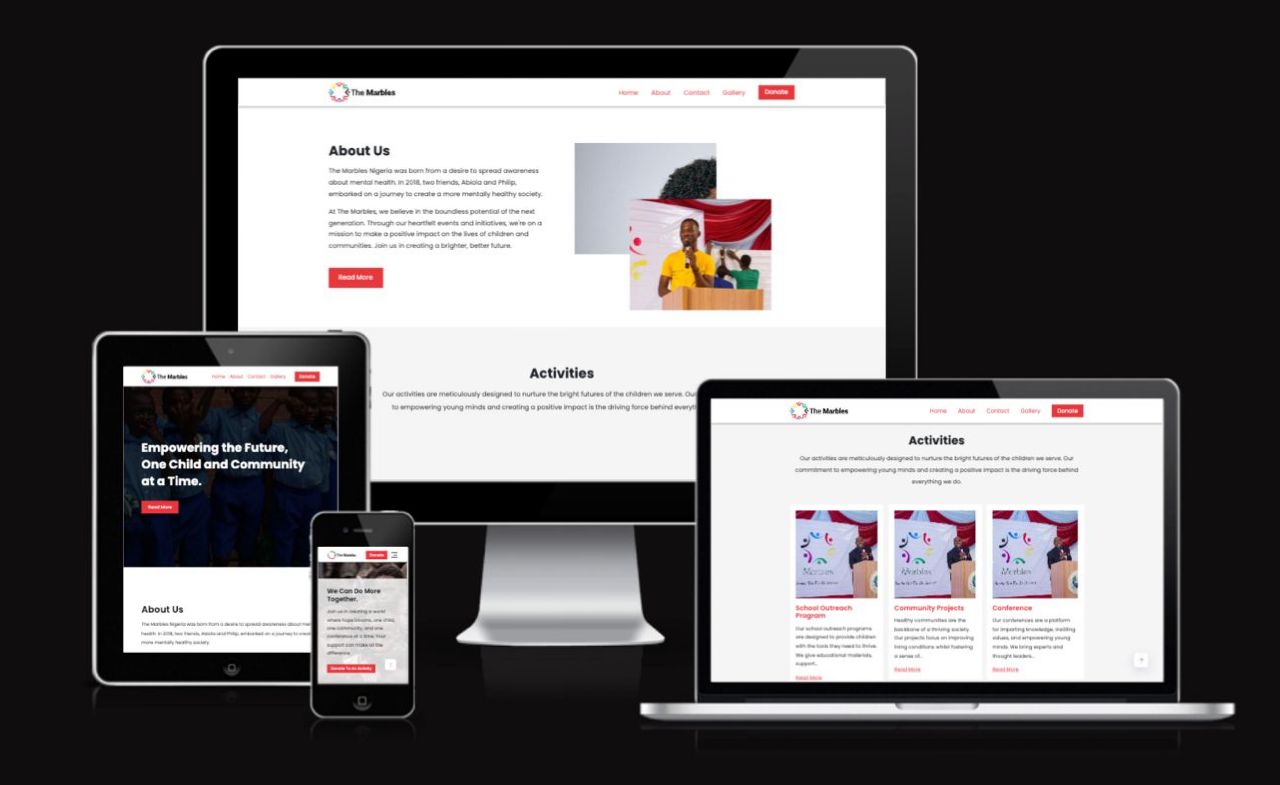 The Marbles
Home About Contact Gallery Donate
About Us
The Marbles Nigeria was born from a desire to spread awareness
about mental health. In 2018, two friends, Abiola and Philip,
embarked on a journey to create a more mentally healthy society.
At The Marbles, we believe in the boundless potential of the next
generation. Through our heartfelt events and initiatives, we're on a
mission to make a positive impact on the lives of children and
communities. Join us in creating a brighter, better future.
Read More
Activities
Our activities are meticulously designed to nurture the bright futures of the children we serve. Our
to empowering young minds and creating a positive impact is the driving force behind
The Marbles
Home About Contact Gallery Donate
Empowering the Future,
One Child and Community
at a Time.
Read More
About Us
The Marbles Nigeria was born from a desire to spread awareness about
health. In 2018, two friends, Abiola and Philip, embarked on a journey to
more mentally healthy society.
The Marbles
Donate
We Can Do More
Together.
Join us in creating a world
where hope blooms, one child,
one community, and one
conference at a time. Your
support can make all the
difference.
Donate To An Activity
The Marbles
Home About Contact Gallery Donate
Activities
Our activities are meticulously designed to nurture the bright futures of the children we serve. Our
commitment to empowering young minds and creating a positive impact is the driving force behind
everything we do.
Marbles
Marbles
Marbles
School Outreach
Program
Our school outreach programs
are designed to provide children
with the tools they need to thrive.
We give educational materials,
support...
Read More
Community Projects
Healthy communities are the
backbone of a thriving society.
Our projects focus on improving
living conditions whilst fostering
a sense of...
Read More
Conference
Our conferences are a platform
for imparting knowledge, instilling
values, and empowering young
minds. We bring experts and
thought leaders...
Read More